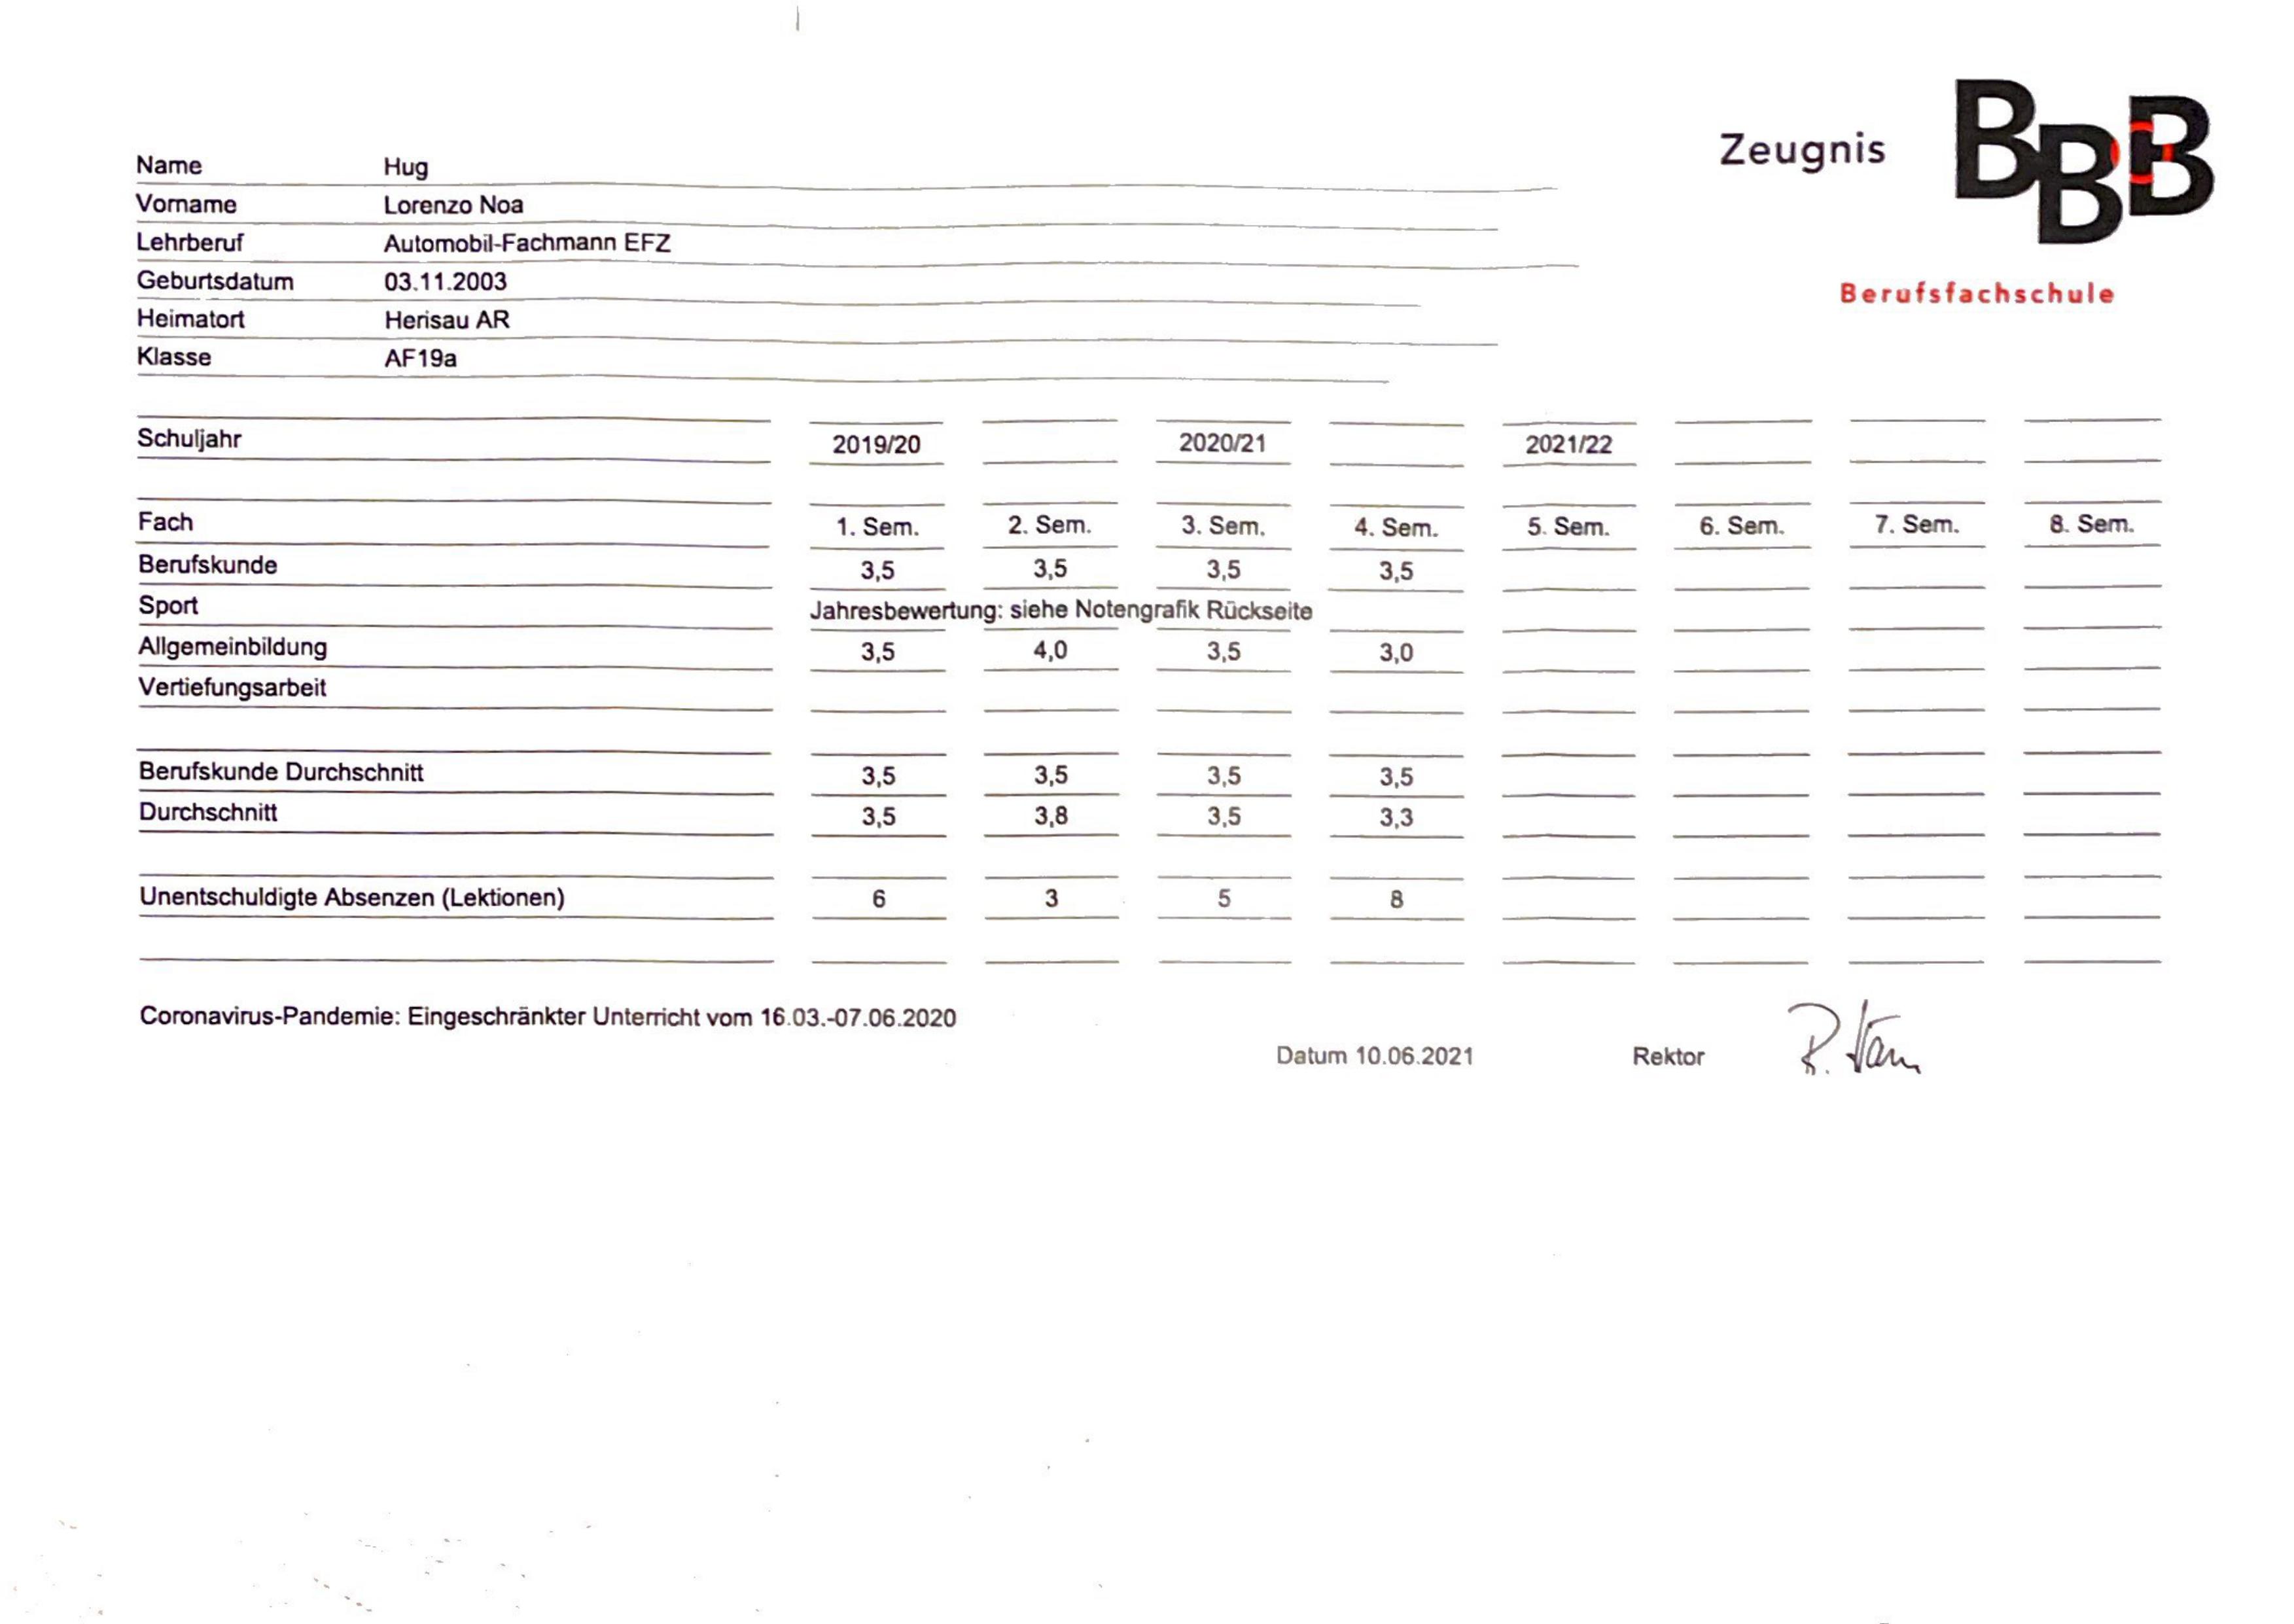 Zeugnis
BBB
Berufsfachschule
Name Hug
Vorname Lorenzo Noa
Lehrberuf Automobil-Fachmann EFZ
Geburtsdatum 03.11.2003
Heimatort Herisau AR
Klasse AF19a
Schuljahr 2019/20 2020/21 2021/22
Fach 1. Sem. 2. Sem. 3. Sem. 4. Sem. 5. Sem. 6. Sem. 7. Sem. 8. Sem.
Berufskunde 3,5 3,5 3,5 3,5
Sport Jahresbewertung: siehe Notengrafik Rückseite
Allgemeinbildung 3,5 4,0 3,5 3,0
Vertiefungsarbeit
Berufskunde Durchschnitt 3,5 3,5 3,5 3,5
Durchschnitt 3,5 3,8 3,5 3,3
Unentschuldigte Absenzen (Lektionen) 6 3 5 8
Coronavirus-Pandemie: Eingeschränkter Unterricht vom 16.03.-07.06.2020
Datum 10.06.2021 Rektor R.